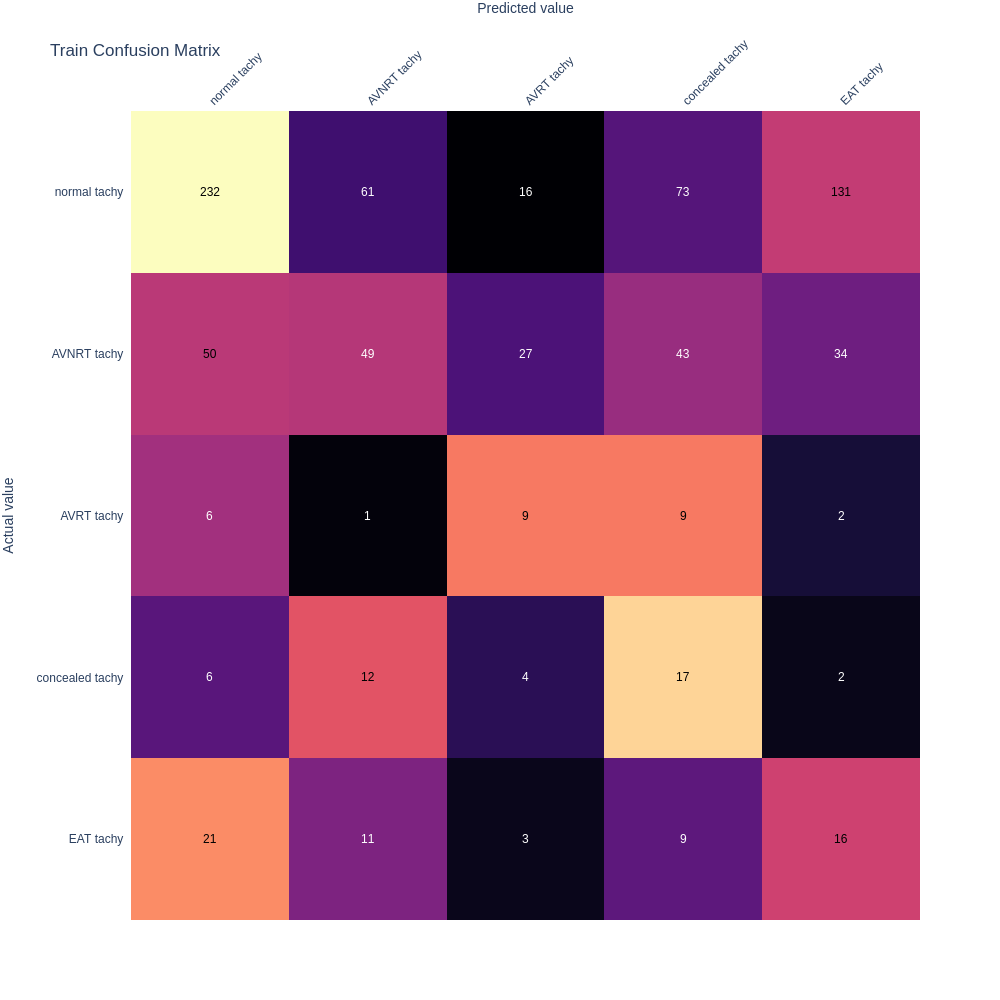 Predicted value
Train Confusion Matrix
normal tachy
AVNRT tachy
AVRT tachy
concealed tachy
EAT tachy
Actual value
normal tachy 232 61 16 73 131
AVNRT tachy 50 49 27 43 34
AVRT tachy 6 1 9 9 2
concealed tachy 6 12 4 17 2
EAT tachy 21 11 3 9 16